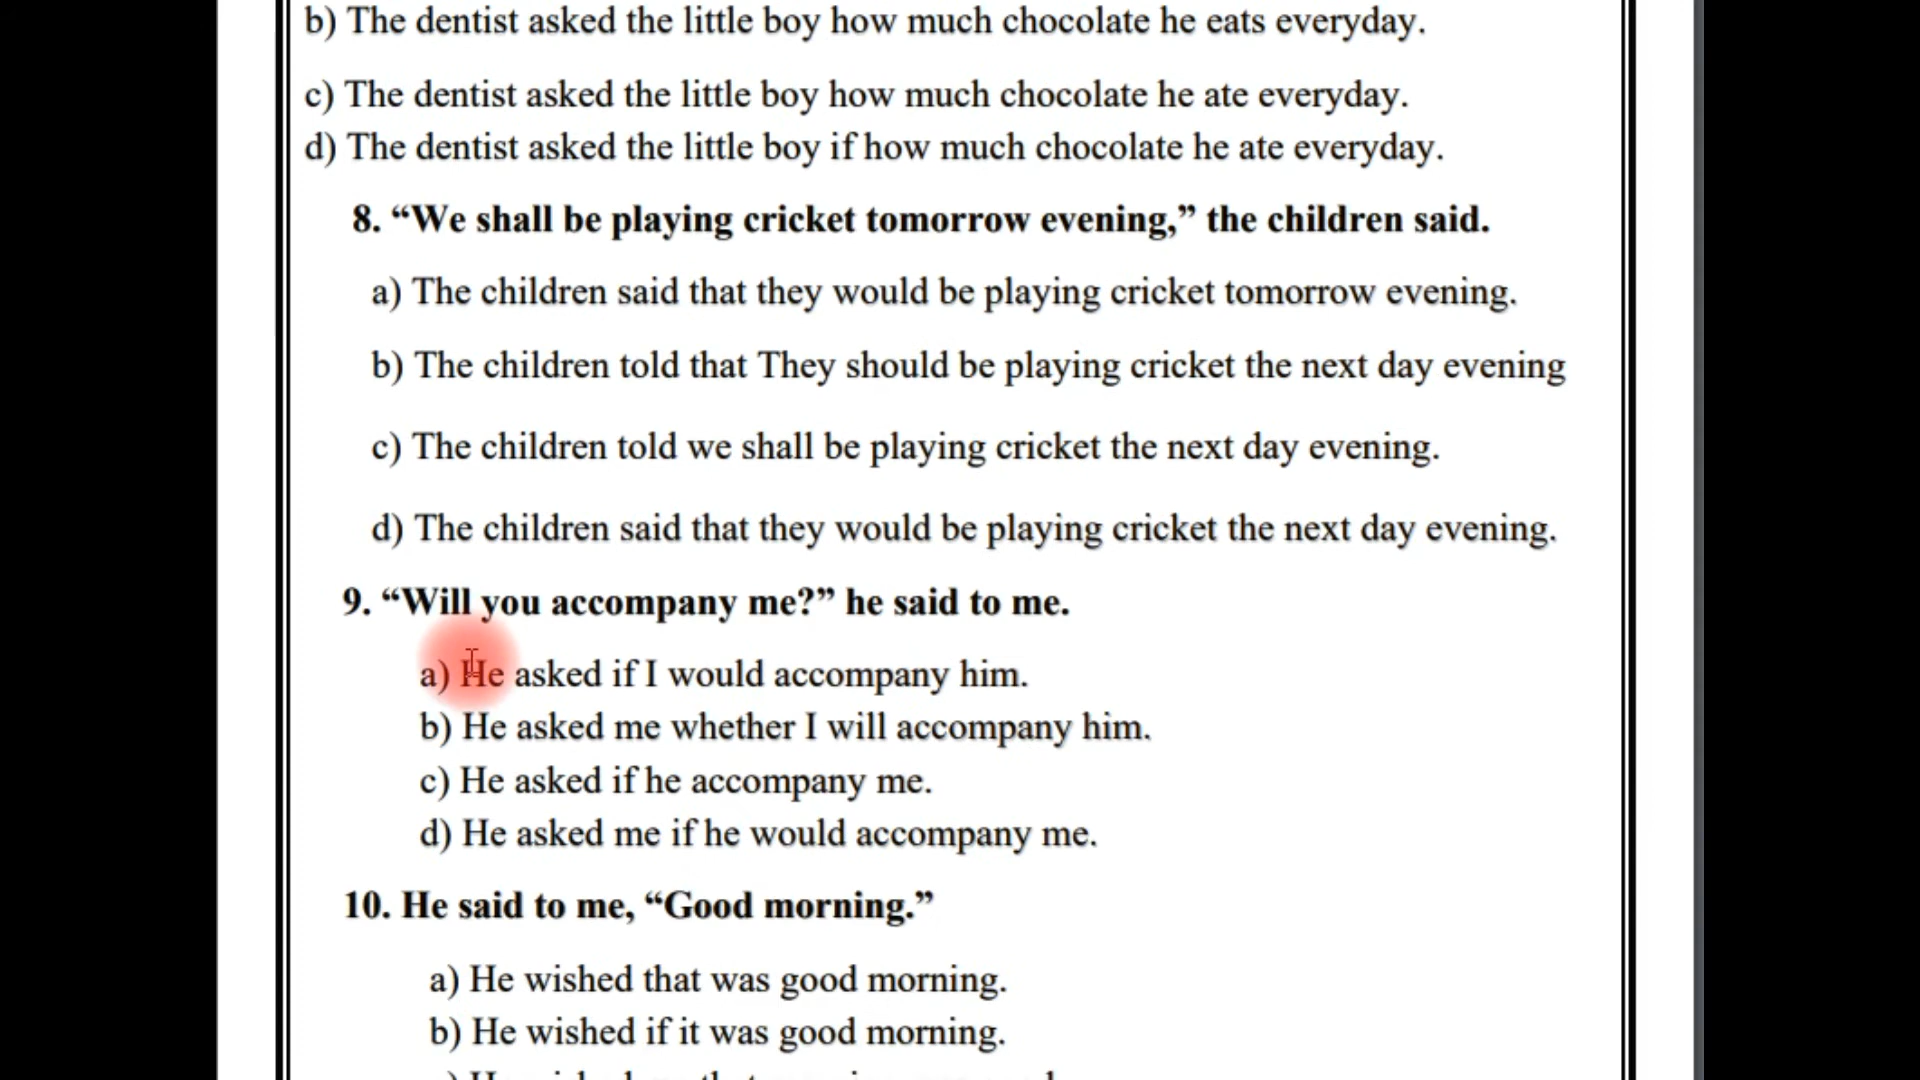 b) The dentist asked the little boy how much chocolate he eats everyday.
c) The dentist asked the little boy how much chocolate he ate everyday.
d) The dentist asked the little boy if how much chocolate he ate everyday.
8. “We shall be playing cricket tomorrow evening,” the children said.
a) The children said that they would be playing cricket tomorrow evening.
b) The children told that They should be playing cricket the next day evening
c) The children told we shall be playing cricket the next day evening.
d) The children said that they would be playing cricket the next day evening.
9. “Will you accompany me?” he said to me.
a) He asked if I would accompany him.
b) He asked me whether I will accompany him.
c) He asked if he accompany me.
d) He asked me if he would accompany me.
10. He said to me, “Good morning.”
a) He wished that was good morning.
b) He wished if it was good morning.